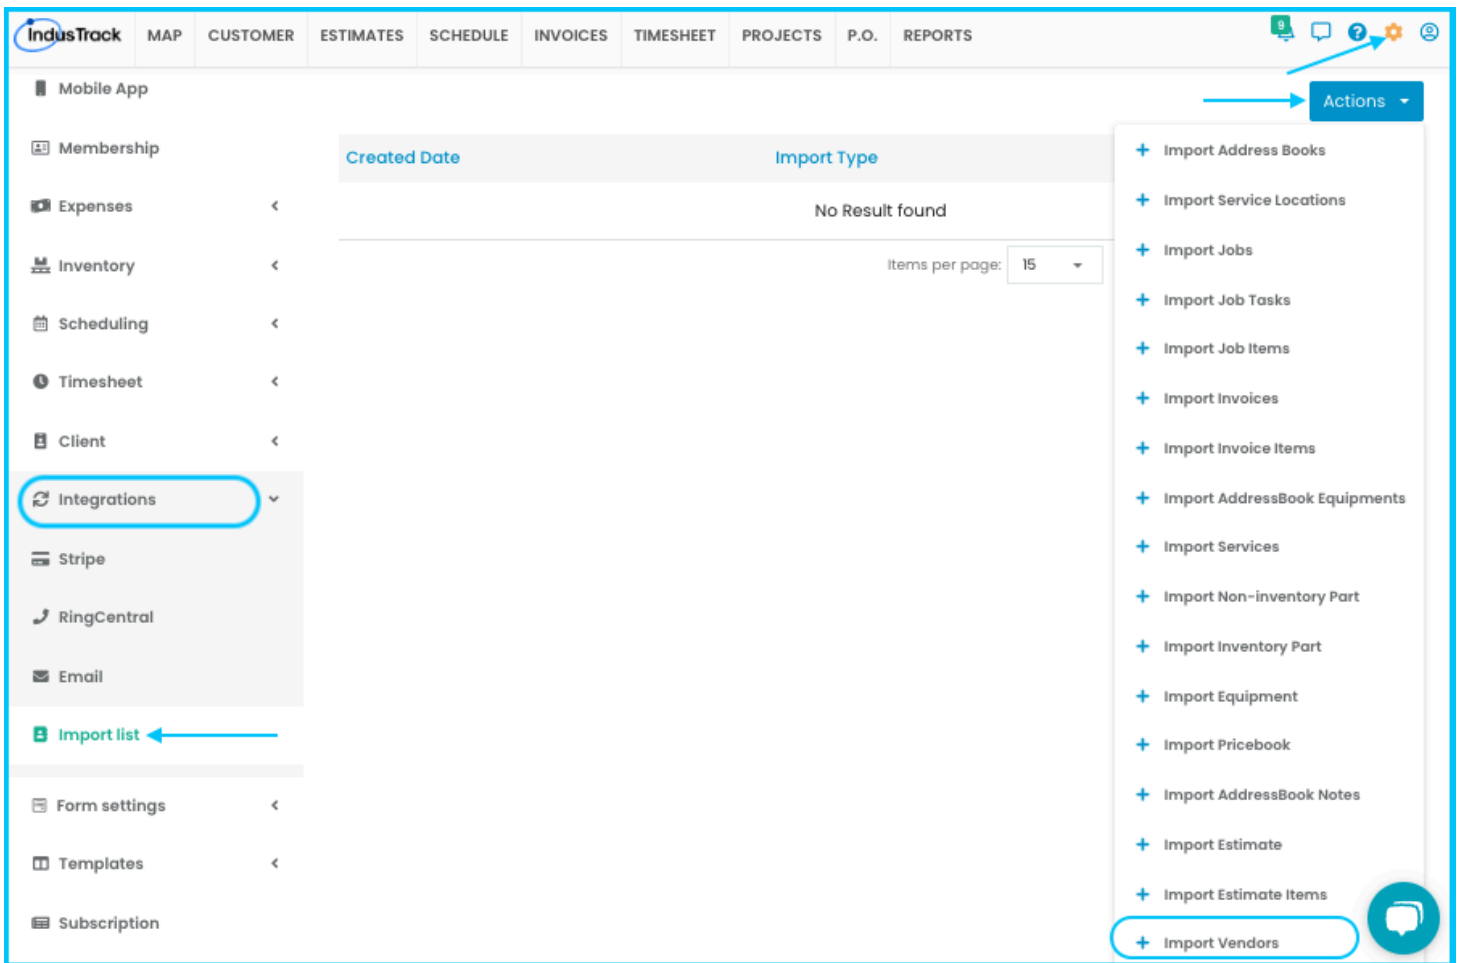 IndusTrack MAP CUSTOMER ESTIMATES SCHEDULE INVOICES TIMESHEET PROJECTS P.O. REPORTS 9 ?
Mobile App
Membership
Expenses
Inventory
Scheduling
Timesheet
Client
Integrations
Stripe
RingCentral
Email
Import list
Form settings
Templates
Subscription
Actions
Created Date Import Type
No Result found
Items per page: 15
Import Address Books
Import Service Locations
Import Jobs
Import Job Tasks
Import Job Items
Import Invoices
Import Invoice Items
Import AddressBook Equipments
Import Services
Import Non-inventory Part
Import Inventory Part
Import Equipment
Import Pricebook
Import AddressBook Notes
Import Estimate
Import Estimate Items
Import Vendors